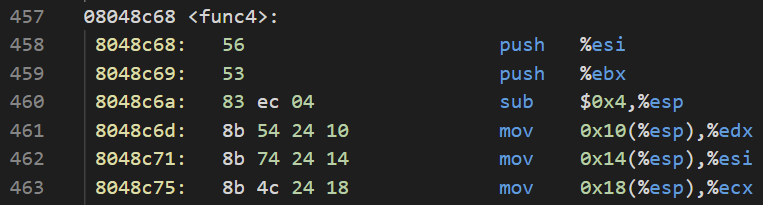 457 08048c68 <func4>:
458 8048c68: 56 push %esi
459 8048c69: 53 push %ebx
460 8048c6a: 83 ec 04 sub $0x4,%esp
461 8048c6d: 8b 54 24 10 mov 0x10(%esp),%edx
462 8048c71: 8b 74 24 14 mov 0x14(%esp),%esi
463 8048c75: 8b 4c 24 18 mov 0x18(%esp),%ecx